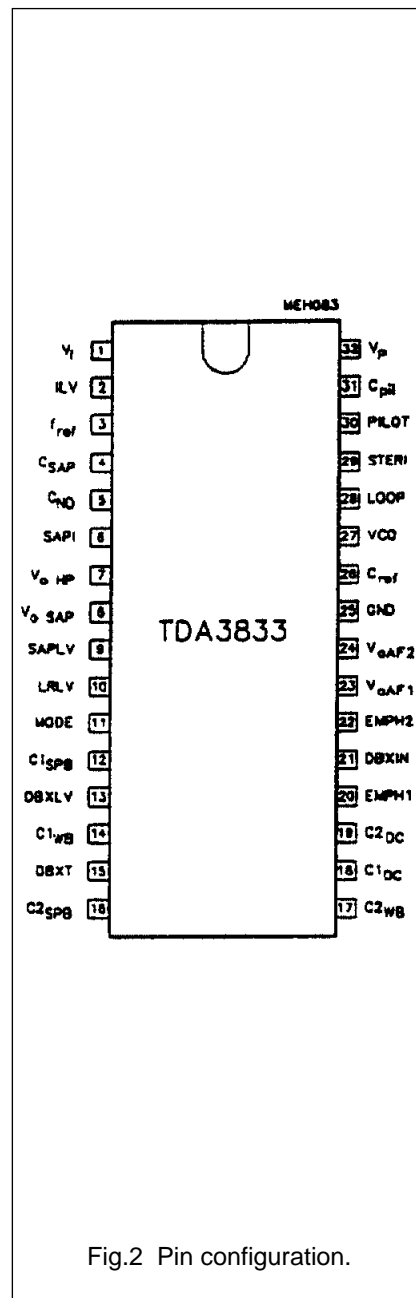 MEH083
V_I 1
ILV 2
f_ref 3
C_SAP 4
C_ND 5
SAPI 6
V_o HP 7
V_o SAP 8
SAPLV 9
LRLV 10
MODE 11
C1_SPB 12
DBXLV 13
C1_WB 14
DBXT 15
C2_SPB 16
32 V_P
31 C_pil
30 PILOT
29 STERI
28 LOOP
27 VCO
26 C_ref
25 GND
24 V_oAF2
23 V_oAF1
22 EMPH2
21 DBXIN
20 EMPH1
19 C2_DC
18 C1_DC
17 C2_WB
TDA3833
Fig.2 Pin configuration.